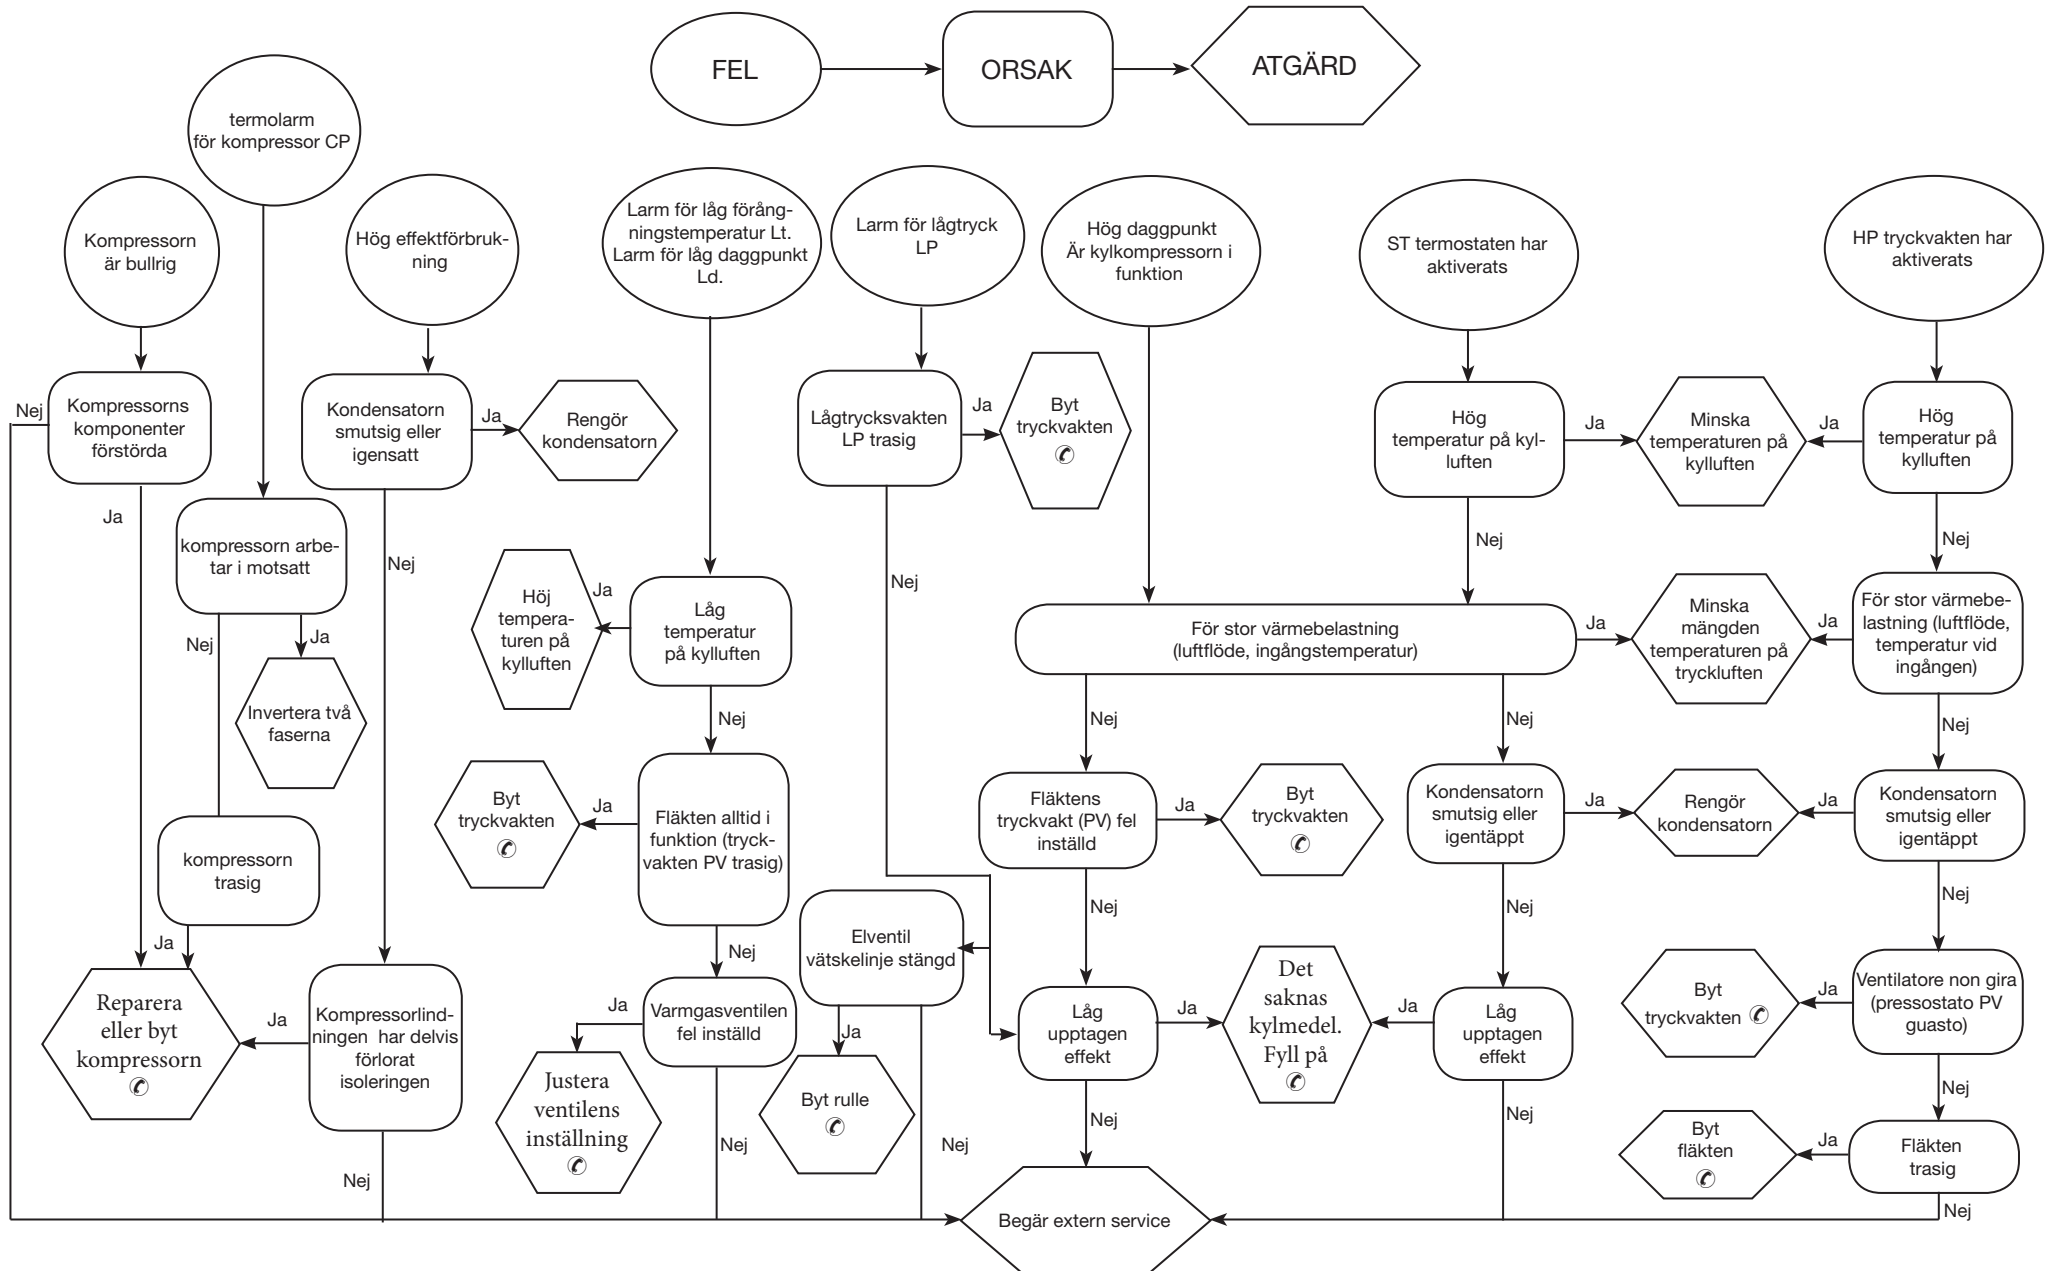 FEL
ORSAK
ATGÄRD
termolarm
för kompressor CP
Kompressorn
är bullrig
Hög effektförbruk-
ning
Larm för låg förång-
ningstemperatur Lt.
Larm för låg daggpunkt
Ld.
Larm för lågtryck
LP
Hög daggpunkt
Är kylkompressorn i
funktion
ST termostaten har
aktiverats
HP tryckvakten har
aktiverats
Nej
Kompressorns
komponenter
förstörda
Kondensatorn
smutsig eller
igensatt
Ja
Rengör
kondensatorn
Lågtrycksvakten
LP trasig
Ja
Byt
tryckvakten
✆
Hög
temperatur på kyl-
luften
Ja
Minska
temperaturen på
kylluften
Ja
Hög
temperatur på
kylluften
Ja
kompressorn arbe-
tar i motsatt
Nej
Nej
Nej
Nej
Höj
tempera-
turen på
kylluften
Ja
Låg
temperatur
på kylluften
För stor värmebelastning
(luftflöde, ingångstemperatur)
Ja
Minska
mängden
temperaturen på
tryckluften
Ja
För stor värmebe-
lastning (luftflöde,
temperatur vid
ingången)
Nej
Ja
Invertera två
faserna
Nej
Nej
Nej
Nej
Byt
tryckvakten
✆
Ja
Fläkten alltid i
funktion (tryck-
vakten PV trasig)
Fläktens
tryckvakt (PV) fel
inställd
Ja
Byt
tryckvakten
✆
Kondensatorn
smutsig eller
igentäppt
Ja
Rengör
kondensatorn
Ja
Kondensatorn
smutsig eller
igentäppt
kompressorn
trasig
Ja
Nej
Nej
Nej
Nej
Elventil
vätskelinje stängd
Reparera
eller byt
kompressorn
✆
Ja
Kompressorlind-
ningen har delvis
förlorat
isoleringen
Ja
Varmgasventilen
fel inställd
Justera
ventilens
inställning
✆
Ja
Byt rulle
✆
Låg
upptagen
effekt
Ja
Det
saknas
kylmedel.
Fyll på
✆
Ja
Låg
upptagen
effekt
Byt
tryckvakten ✆
Ja
Ventilatore non gira
(pressostato PV
guasto)
Nej
Nej
Nej
Nej
Nej
Nej
Byt
fläkten
✆
Ja
Fläkten
trasig
Begär extern service
Nej